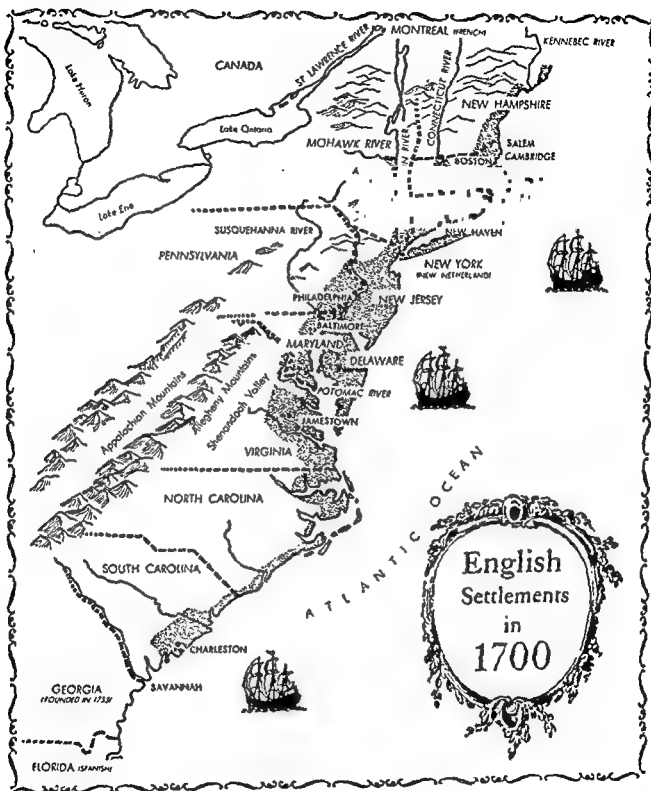 MONTREAL (FRENCH)
KENNEBEC RIVER
ST LAWRENCE RIVER
CANADA
Lake Huron
CONNECTICUT RIVER
NEW HAMPSHIRE
Lake Ontario
MOHAWK RIVER
N RIVER
SALEM
CAMBRIDGE
BOSTON
Lake Erie
SUSQUEHANNA RIVER
NEW HAVEN
PENNSYLVANIA
NEW YORK
(NEW NETHERLAND)
PHILADELPHIA
NEW JERSEY
BALTIMORE
MARYLAND
DELAWARE
Appalachian Mountains
Allegheny Mountains
Shenandoah Valley
POTOMAC RIVER
JAMESTOWN
VIRGINIA
NORTH CAROLINA
ATLANTIC OCEAN
English
Settlements
in
1700
SOUTH CAROLINA
CHARLESTON
SAVANNAH
GEORGIA
(FOUNDED IN 1733)
FLORIDA (SPANISH)